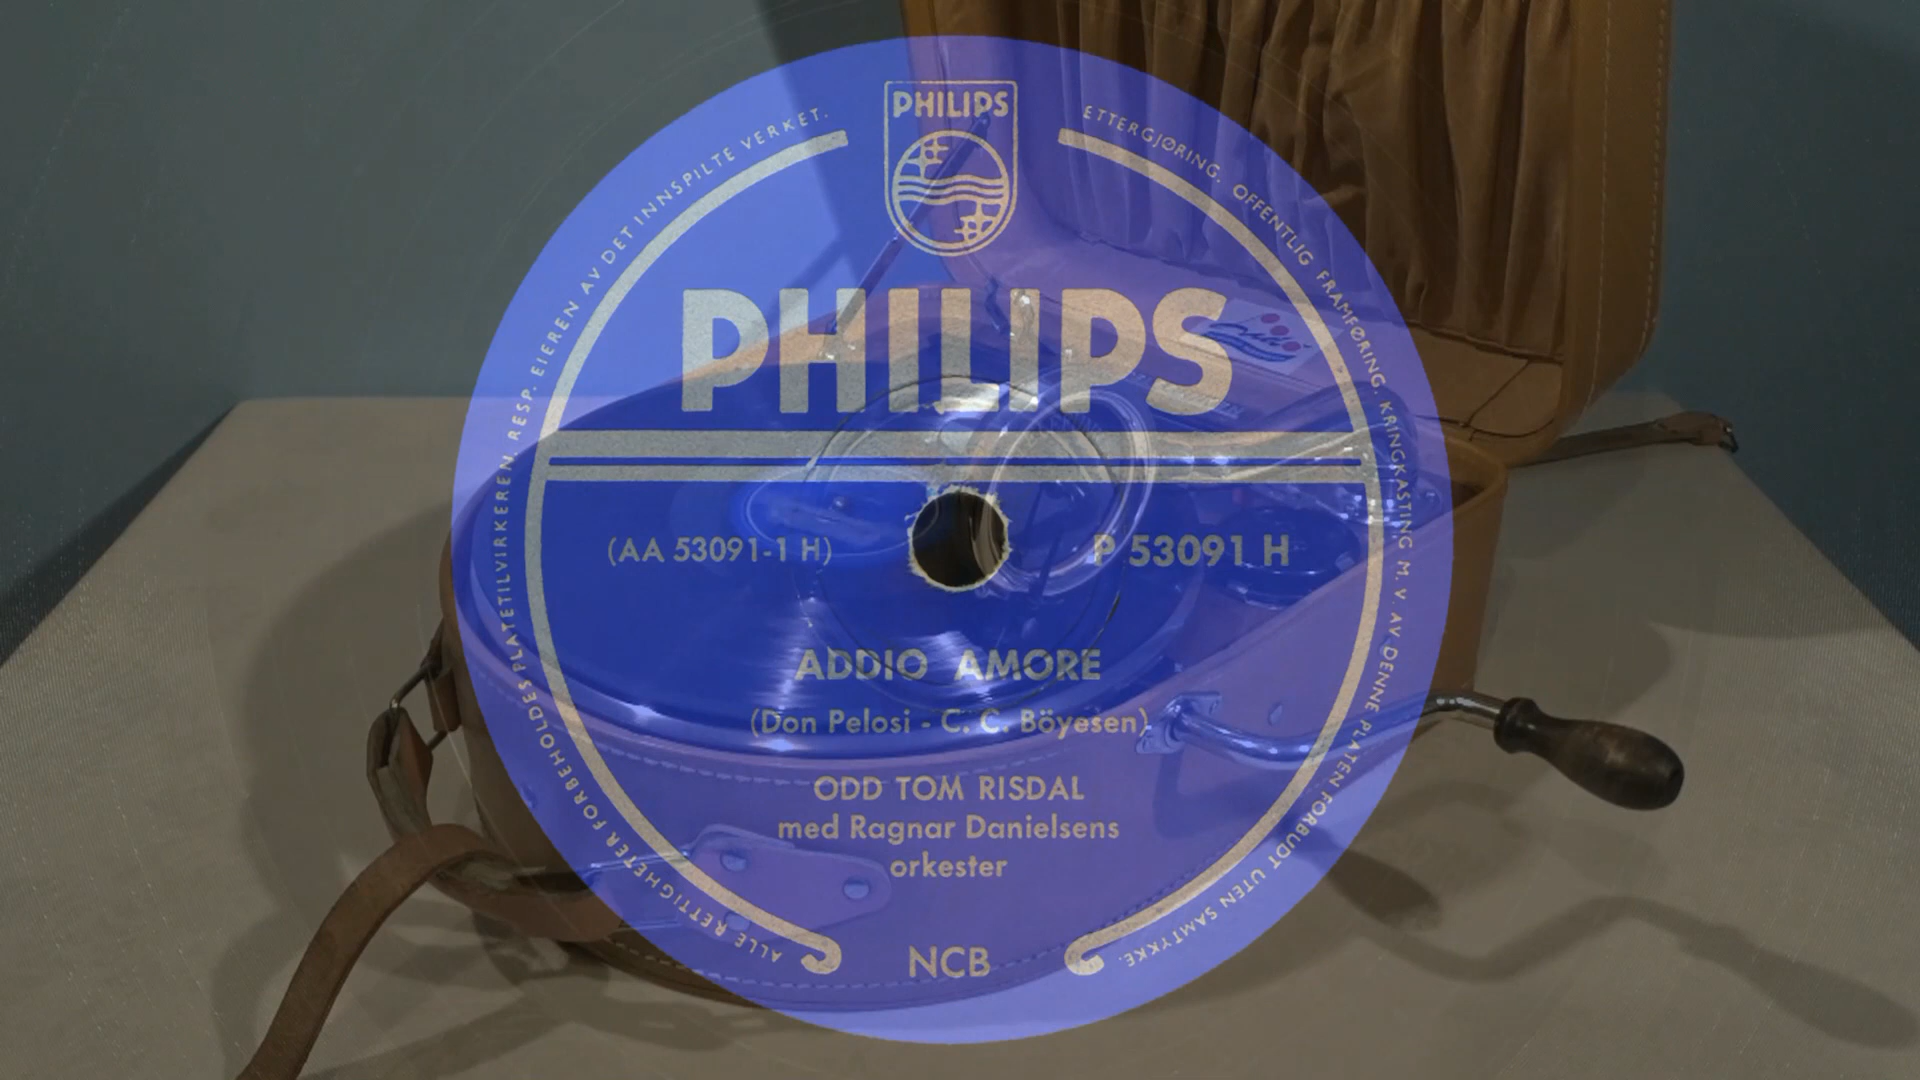 PHILIPS
ALLE RETTIGHETER FORBEHOLDES PLATETILVIRKEREN. RESP. EIEREN AV DET INNSPILTE VERKET.
ETTERGJØRING. OFFENTLIG FRAMFØRING. KRINGKASTING M. V. AV DENNE PLATEN FORBUDT UTEN SAMTYKKE.
PHILIPS
(AA 53091-1 H)
P 53091 H
ADDIO AMORE
(Don Pelosi - C. C. Böyesen)
ODD TOM RISDAL
med Ragnar Danielsens
orkester
NCB